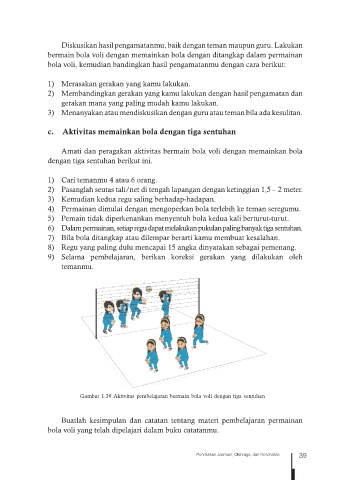 Diskusikan hasil pengamatanmu, baik dengan teman maupun guru. Lakukan
bermain bola voli dengan memainkan bola dengan ditangkap dalam permainan
bola voli, kemudian bandingkan hasil pengamatanmu dengan cara berikut:
1) Merasakan gerakan yang kamu lakukan.
2) Membandingkan gerakan yang kamu lakukan dengan hasil pengamatan dan
gerakan mana yang paling mudah kamu lakukan.
3) Menanyakan atau mendiskusikan dengan guru atau teman bila ada kesulitan.
c. Aktivitas memainkan bola dengan tiga sentuhan
Amati dan peragakan aktivitas bermain bola voli dengan memainkan bola
dengan tiga sentuhan berikut ini.
1) Cari temanmu 4 atau 6 orang.
2) Pasanglah seutas tali/net di tengah lapangan dengan ketinggian 1,5 – 2 meter.
3) Kemudian kedua regu saling berhadap-hadapan.
4) Permainan dimulai dengan mengoperkan bola terlebih ke teman seregumu.
5) Pemain tidak diperkenankan menyentuh bola kedua kali berturut-turut.
6) Dalam permainan, setiap regu dapat melakukan pukulan paling banyak tiga sentuhan.
7) Bila bola ditangkap atau dilempar berarti kamu membuat kesalahan.
8) Regu yang paling dulu mencapai 15 angka dinyatakan sebagai pemenang.
9) Selama pembelajaran, berikan koreksi gerakan yang dilakukan oleh
temanmu.
Gambar 1.39 Aktivitas pembelajaran bermain bola voli dengan tiga sentuhan
Buatlah kesimpulan dan catatan tentang materi pembelajaran permainan
bola voli yang telah dipelajari dalam buku catatanmu.
Pendidikan Jasmani, Olahraga, dan Kesehatan 39